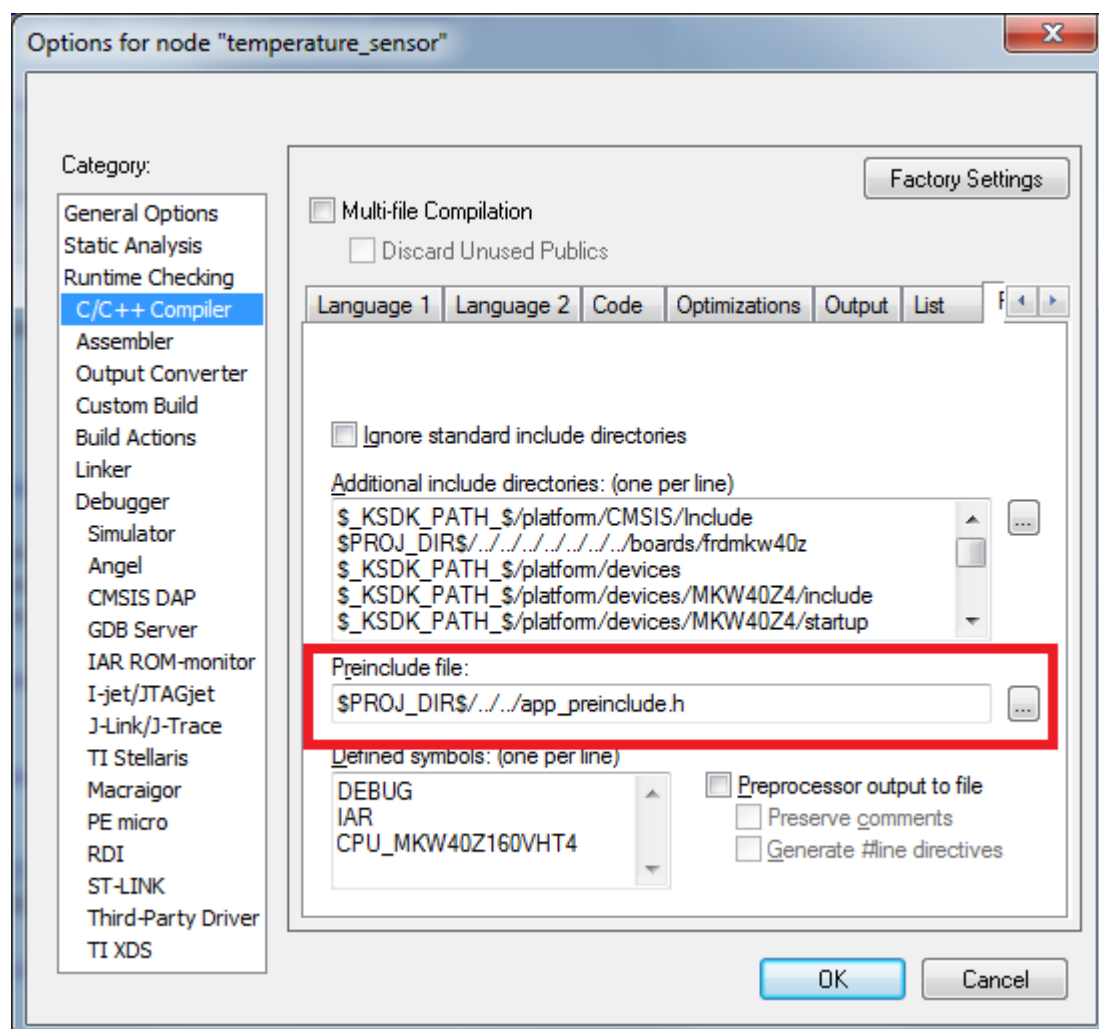 Options for node "temperature_sensor"
Category:
General Options
Static Analysis
Runtime Checking
C/C++ Compiler
Assembler
Output Converter
Custom Build
Build Actions
Linker
Debugger
Simulator
Angel
CMSIS DAP
GDB Server
IAR ROM-monitor
I-jet/JTAGjet
J-Link/J-Trace
TI Stellaris
Macraigor
PE micro
RDI
ST-LINK
Third-Party Driver
TI XDS
Factory Settings
Multi-file Compilation
Discard Unused Publics
Language 1 Language 2 Code Optimizations Output List
Ignore standard include directories
Additional include directories: (one per line)
$_KSDK_PATH_$/platform/CMSIS/Include
$PROJ_DIR$/../../../../../../../boards/frdmkw40z
$_KSDK_PATH_$/platform/devices
$_KSDK_PATH_$/platform/devices/MKW40Z4/include
$_KSDK_PATH_$/platform/devices/MKW40Z4/startup
...
Preinclude file:
$PROJ_DIR$/../../app_preinclude.h
...
Defined symbols: (one per line)
DEBUG
IAR
CPU_MKW40Z160VHT4
Preprocessor output to file
Preserve comments
Generate #line directives
OK
Cancel